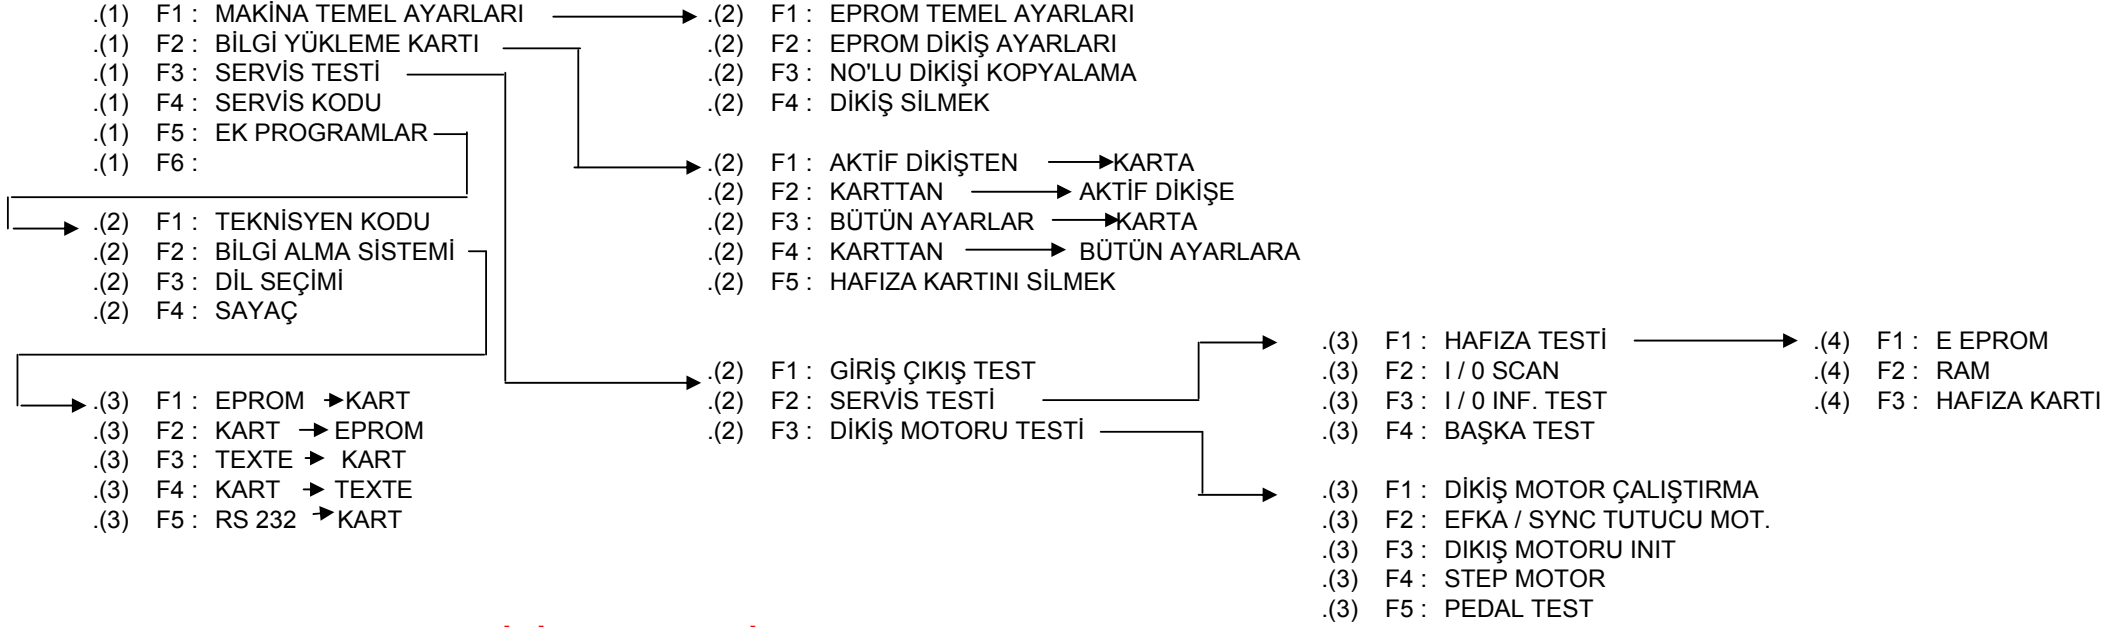 .(1) F1 : MAKİNA TEMEL AYARLARI
.(1) F2 : BİLGİ YÜKLEME KARTI
.(1) F3 : SERVİS TESTİ
.(1) F4 : SERVİS KODU
.(1) F5 : EK PROGRAMLAR
.(1) F6 :
.(2) F1 : EPROM TEMEL AYARLARI
.(2) F2 : EPROM DİKİŞ AYARLARI
.(2) F3 : NO'LU DİKİŞİ KOPYALAMA
.(2) F4 : DİKİŞ SİLMEK
.(2) F1 : AKTİF DİKİŞTEN KARTA
.(2) F2 : KARTTAN AKTİF DİKİŞE
.(2) F3 : BÜTÜN AYARLAR KARTA
.(2) F4 : KARTTAN BÜTÜN AYARLARA
.(2) F5 : HAFIZA KARTINI SİLMEK
.(2) F1 : TEKNİSYEN KODU
.(2) F2 : BİLGİ ALMA SİSTEMİ
.(2) F3 : DİL SEÇİMİ
.(2) F4 : SAYAÇ
.(3) F1 : EPROM KART
.(3) F2 : KART EPROM
.(3) F3 : TEXTE KART
.(3) F4 : KART TEXTE
.(3) F5 : RS 232 KART
.(2) F1 : GİRİŞ ÇIKIŞ TEST
.(2) F2 : SERVİS TESTİ
.(2) F3 : DİKİŞ MOTORU TESTİ
.(3) F1 : HAFIZA TESTİ
.(3) F2 : I / 0 SCAN
.(3) F3 : I / 0 INF. TEST
.(3) F4 : BAŞKA TEST
.(4) F1 : E EPROM
.(4) F2 : RAM
.(4) F3 : HAFIZA KARTI
.(3) F1 : DİKİŞ MOTOR ÇALIŞTIRMA
.(3) F2 : EFKA / SYNC TUTUCU MOT.
.(3) F3 : DIKIŞ MOTORU INIT
.(3) F4 : STEP MOTOR
.(3) F5 : PEDAL TEST